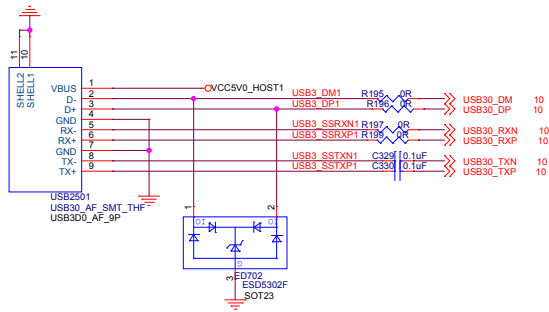 11
10
SHELL2
SHELL1
VBUS 1 VCC5V0_HOST1
D- 2 USB3_DM1 R195 0R USB30_DM 10
D+ 3 USB3_DP1 R196 0R USB30_DP 10
GND 4
RX- 5 USB3_SSRXN1 R197 0R USB30_RXN 10
RX+ 6 USB3_SSRXP1 R199 0R USB30_RXP 10
GND 7
TX- 8 USB3_SSTXN1 C329 0.1uF USB30_TXN 10
TX+ 9 USB3_SSTXP1 C330 0.1uF USB30_TXP 10
USB2501
USB30_AF_SMT_THF
USB3D0_AF_9P
1 2
IO IO
G
3
ED702
ESD5302F
SOT23